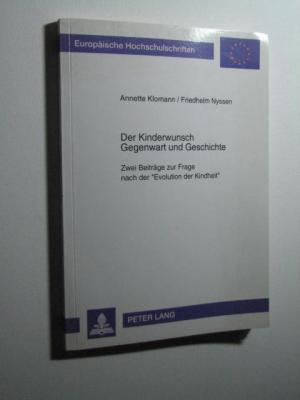 Europäische Hochschulschriften
Annette Klomann / Friedhelm Nyssen
Der Kinderwunsch
Gegenwart und Geschichte
Zwei Beiträge zur Frage
nach der "Evolution der Kindheit"
PETER LANG